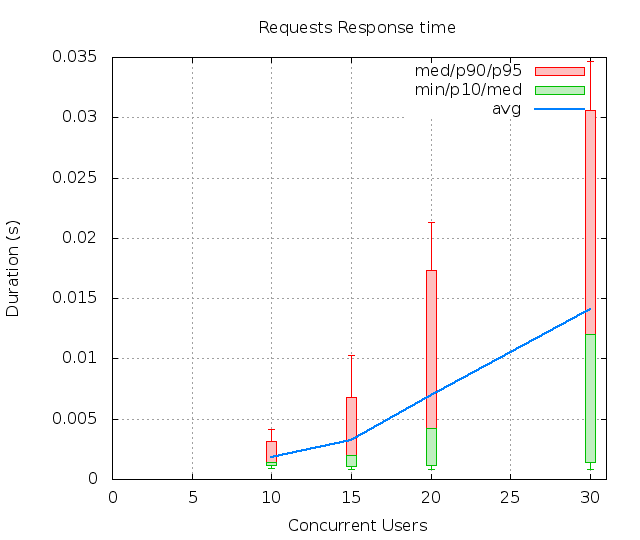 Requests Response time
0.035
0.03
0.025
0.02
0.015
0.01
0.005
0
Duration (s)
med/p90/p95
min/p10/med
avg
0 5 10 15 20 25 30
Concurrent Users